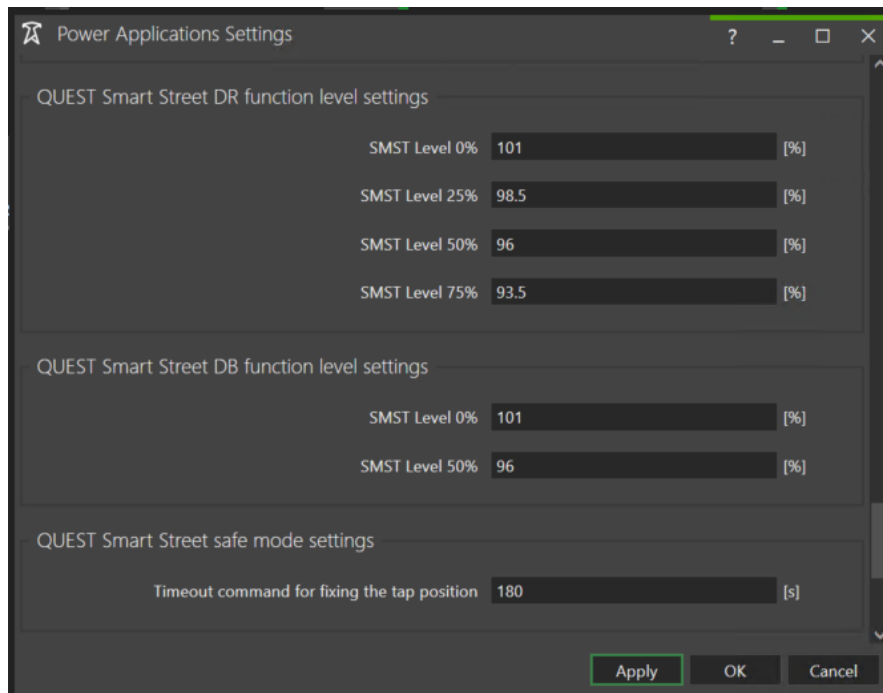 Power Applications Settings ?
QUEST Smart Street DR function level settings
SMST Level 0% 101 [%]
SMST Level 25% 98.5 [%]
SMST Level 50% 96 [%]
SMST Level 75% 93.5 [%]
QUEST Smart Street DB function level settings
SMST Level 0% 101 [%]
SMST Level 50% 96 [%]
QUEST Smart Street safe mode settings
Timeout command for fixing the tap position 180 [s]
Apply OK Cancel